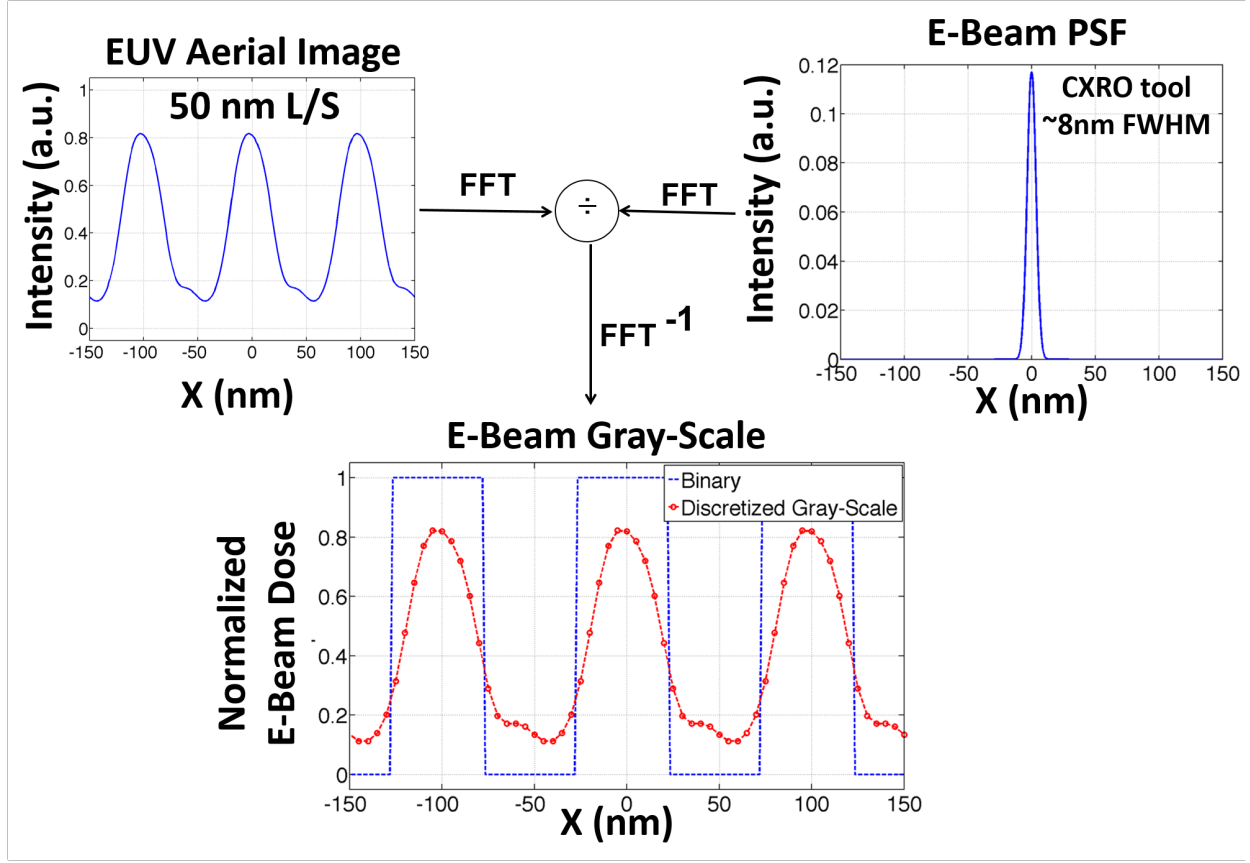 EUV Aerial Image
50 nm L/S
Intensity (a.u.)
1
0.8
0.6
0.4
0.2
0
-150 -100 -50 0 50 100 150
X (nm)
FFT
÷
FFT
FFT -1
E-Beam PSF
CXRO tool
~8nm FWHM
Intensity (a.u.)
0.12
0.1
0.08
0.06
0.04
0.02
0
-150 -100 -50 0 50 100 150
X (nm)
E-Beam Gray-Scale
Binary
Discretized Gray-Scale
Normalized
E-Beam Dose
1
0.8
0.6
0.4
0.2
0
-150 -100 -50 0 50 100 150
X (nm)